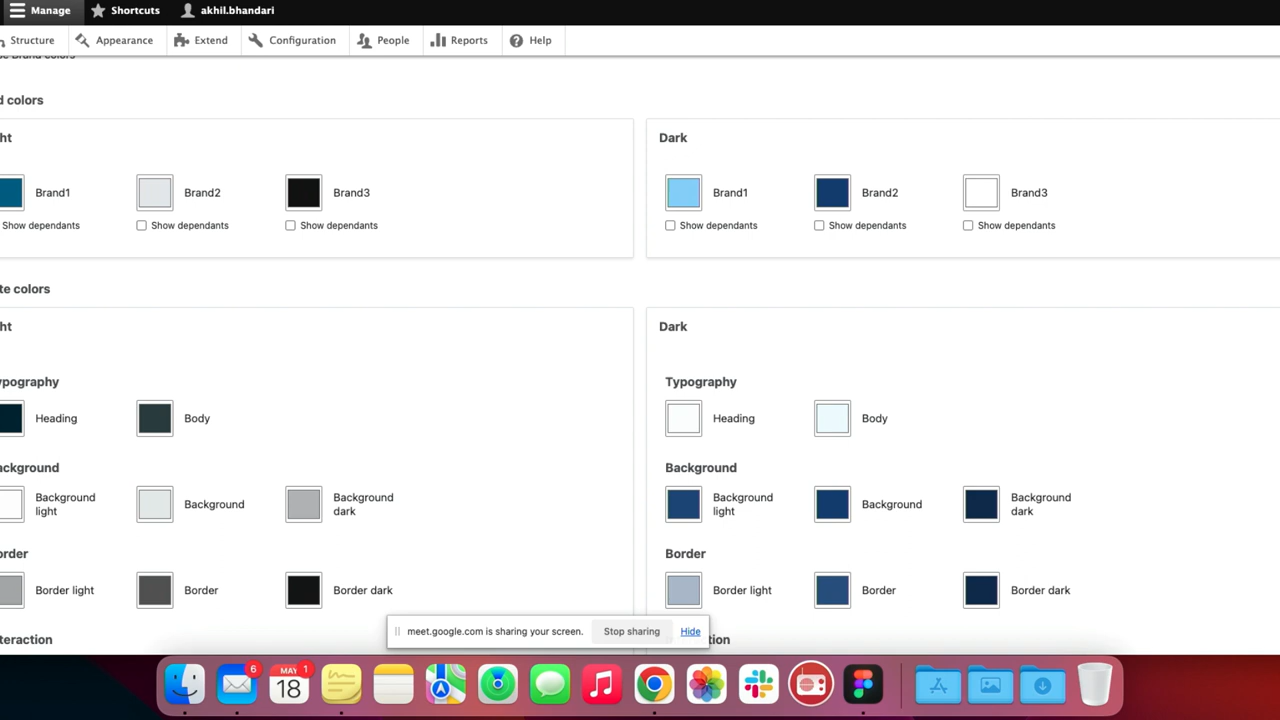 Manage Shortcuts akhil.bhandari
Structure Appearance Extend Configuration People Reports Help
Brand colors
d colors
ht Dark
Brand1 Brand2 Brand3 Brand1 Brand2 Brand3
Show dependants Show dependants Show dependants Show dependants Show dependants Show dependants
te colors
ht Dark
ypography Typography
Heading Body Heading Body
ackground Background
Background light Background Background dark Background light Background Background dark
order Border
Border light Border Border dark Border light Border Border dark
meet.google.com is sharing your screen. Stop sharing Hide
teraction tion
6 MAY 1
18